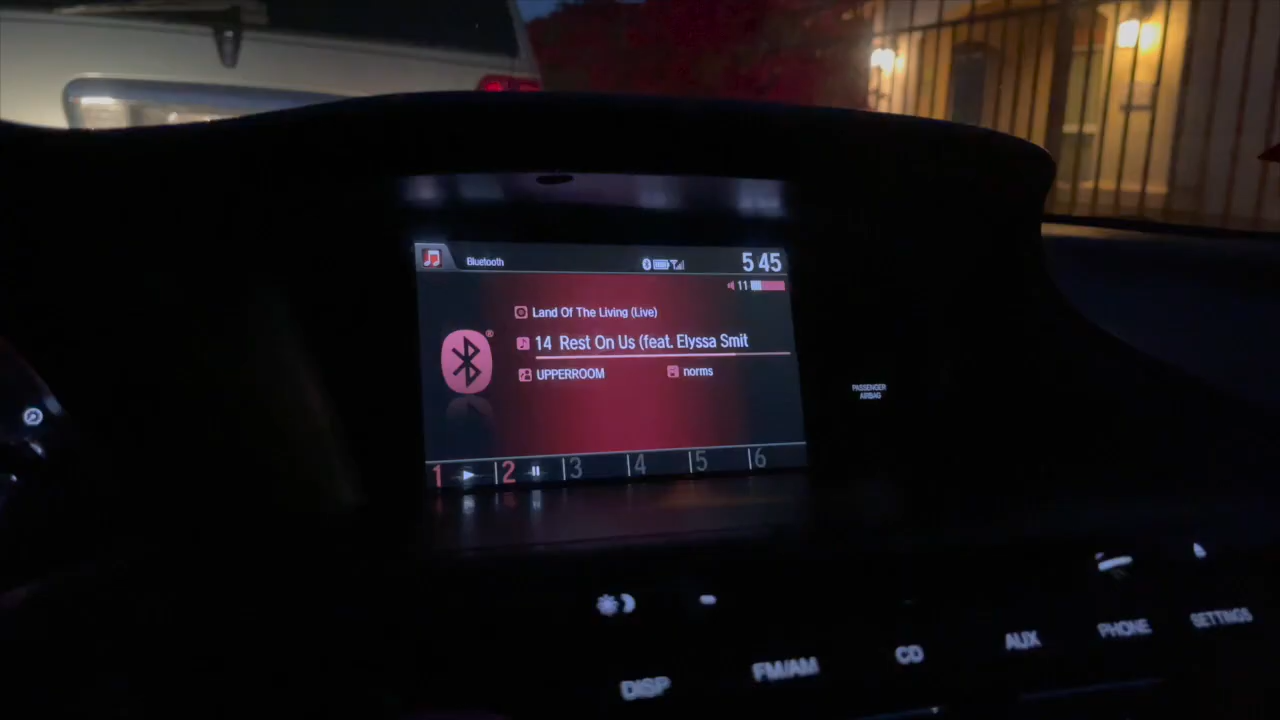 Bluetooth
5 45
11
Land Of The Living (Live)
14 Rest On Us (feat. Elyssa Smit
UPPERROOM
norms
1 2 3 4 5 6
PASSENGER
AIRBAG
DISP
FM/AM
CD
AUX
PHONE
SETTINGS